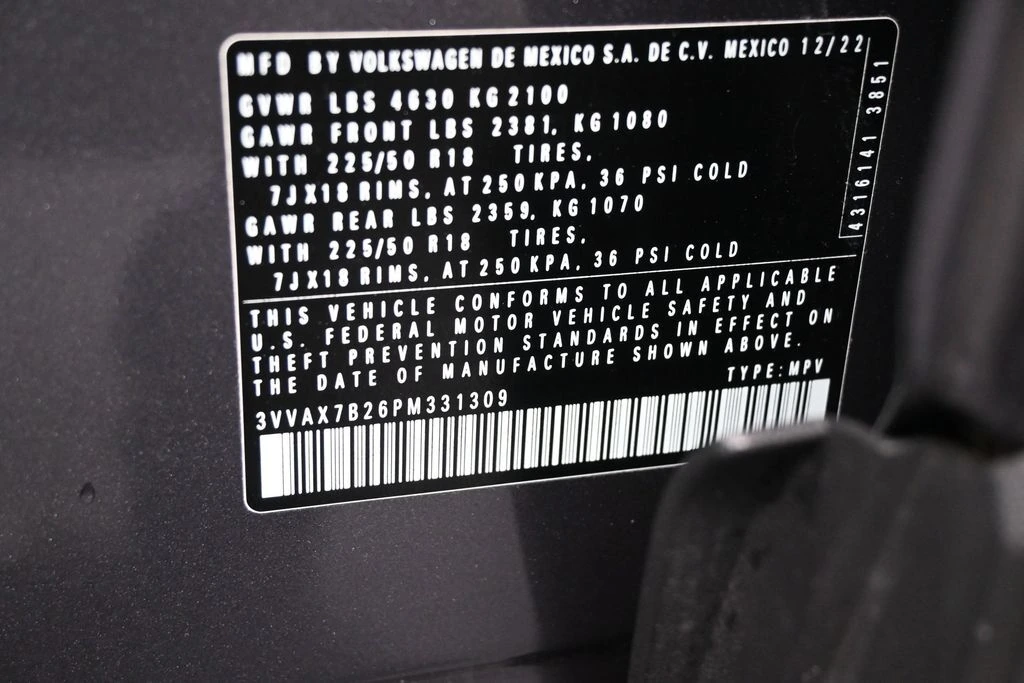 MFD BY VOLKSWAGEN DE MEXICO S.A. DE C.V. MEXICO 12/22
GVWR LBS 4630 KG 2100
GAWR FRONT LBS 2381, KG 1080
WITH 225/50 R18 TIRES,
7JX18 RIMS, AT 250 KPA, 36 PSI COLD
GAWR REAR LBS 2359, KG 1070
WITH 225/50 R18 TIRES,
7JX18 RIMS, AT 250 KPA, 36 PSI COLD
4316141 3851
THIS VEHICLE CONFORMS TO ALL APPLICABLE
U.S. FEDERAL MOTOR VEHICLE SAFETY AND
THEFT PREVENTION STANDARDS IN EFFECT ON
THE DATE OF MANUFACTURE SHOWN ABOVE.
TYPE: MPV
3VVAX7B26PM331309